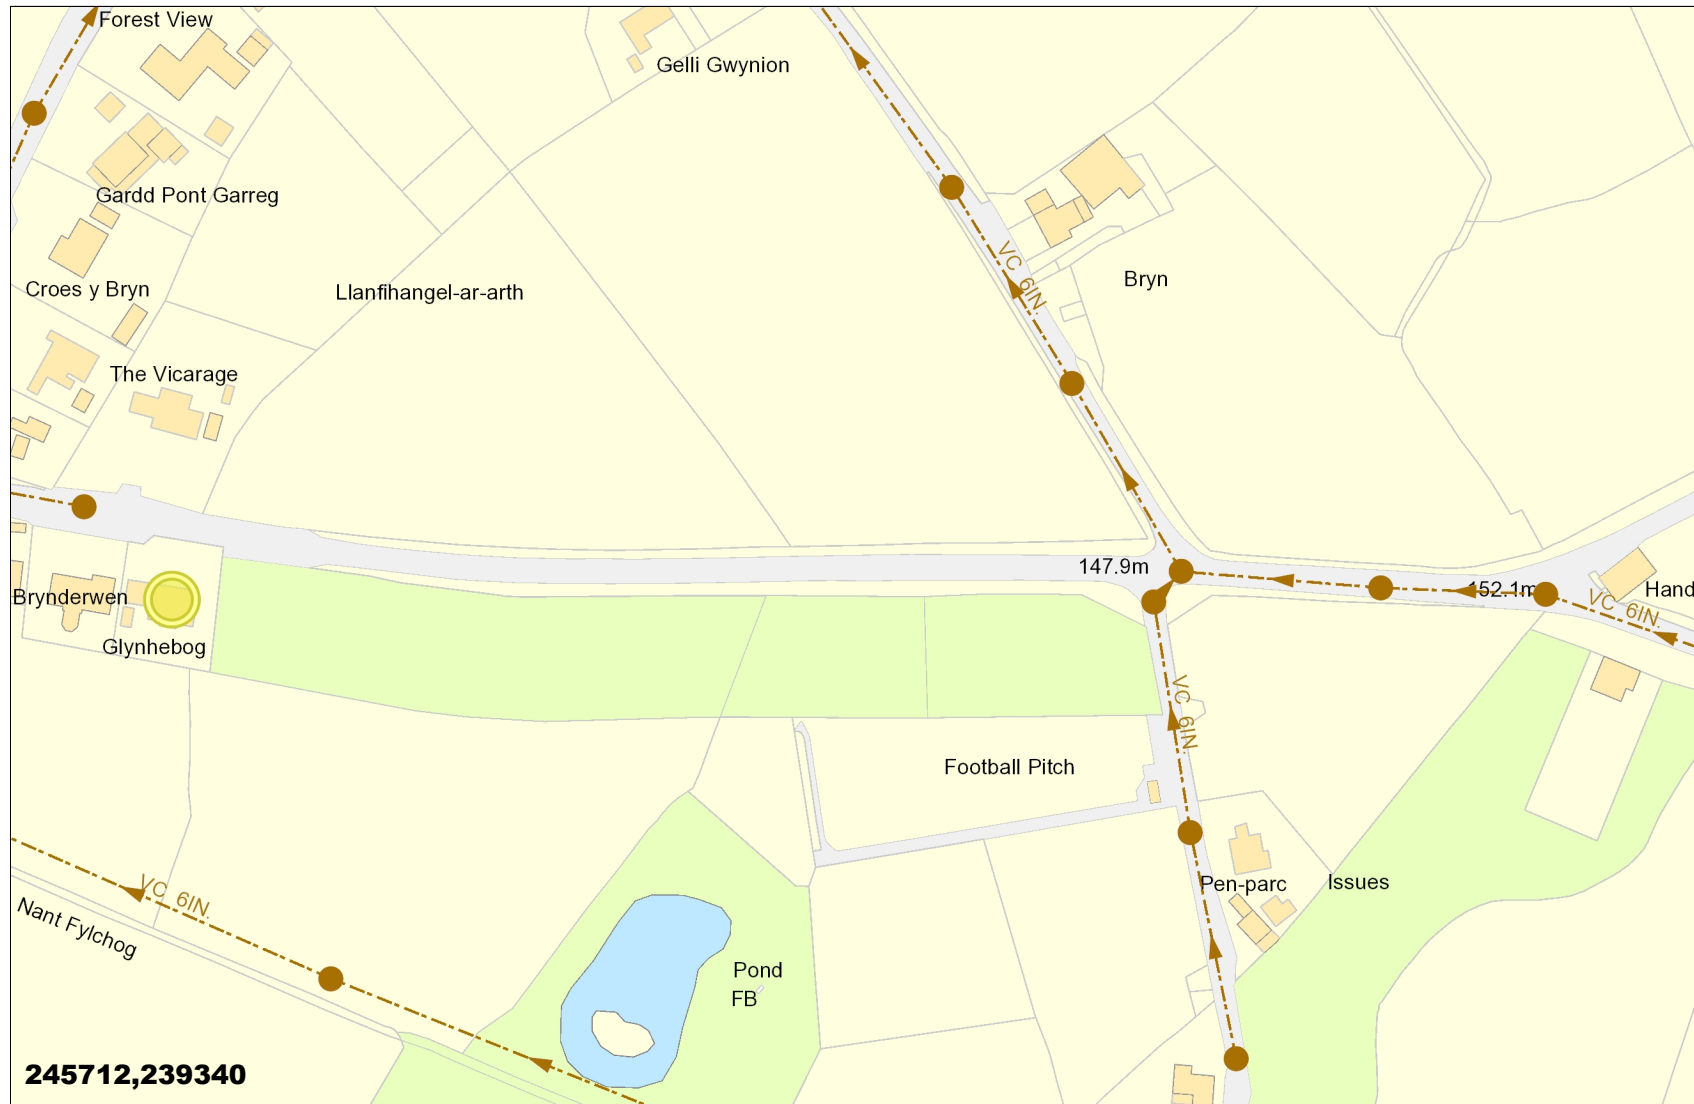 Forest View
Gelli Gwynion
Gardd Pont Garreg
VC 6IN.
Bryn
Croes y Bryn
Llanfihangel-ar-arth
The Vicarage
147.9m
152.1m
Hand
VC 6IN.
Brynderwen
Glynhebog
VC 6IN.
Football Pitch
VC 6IN.
Pen-parc
Issues
Nant Fylchog
Pond
FB
245712,239340